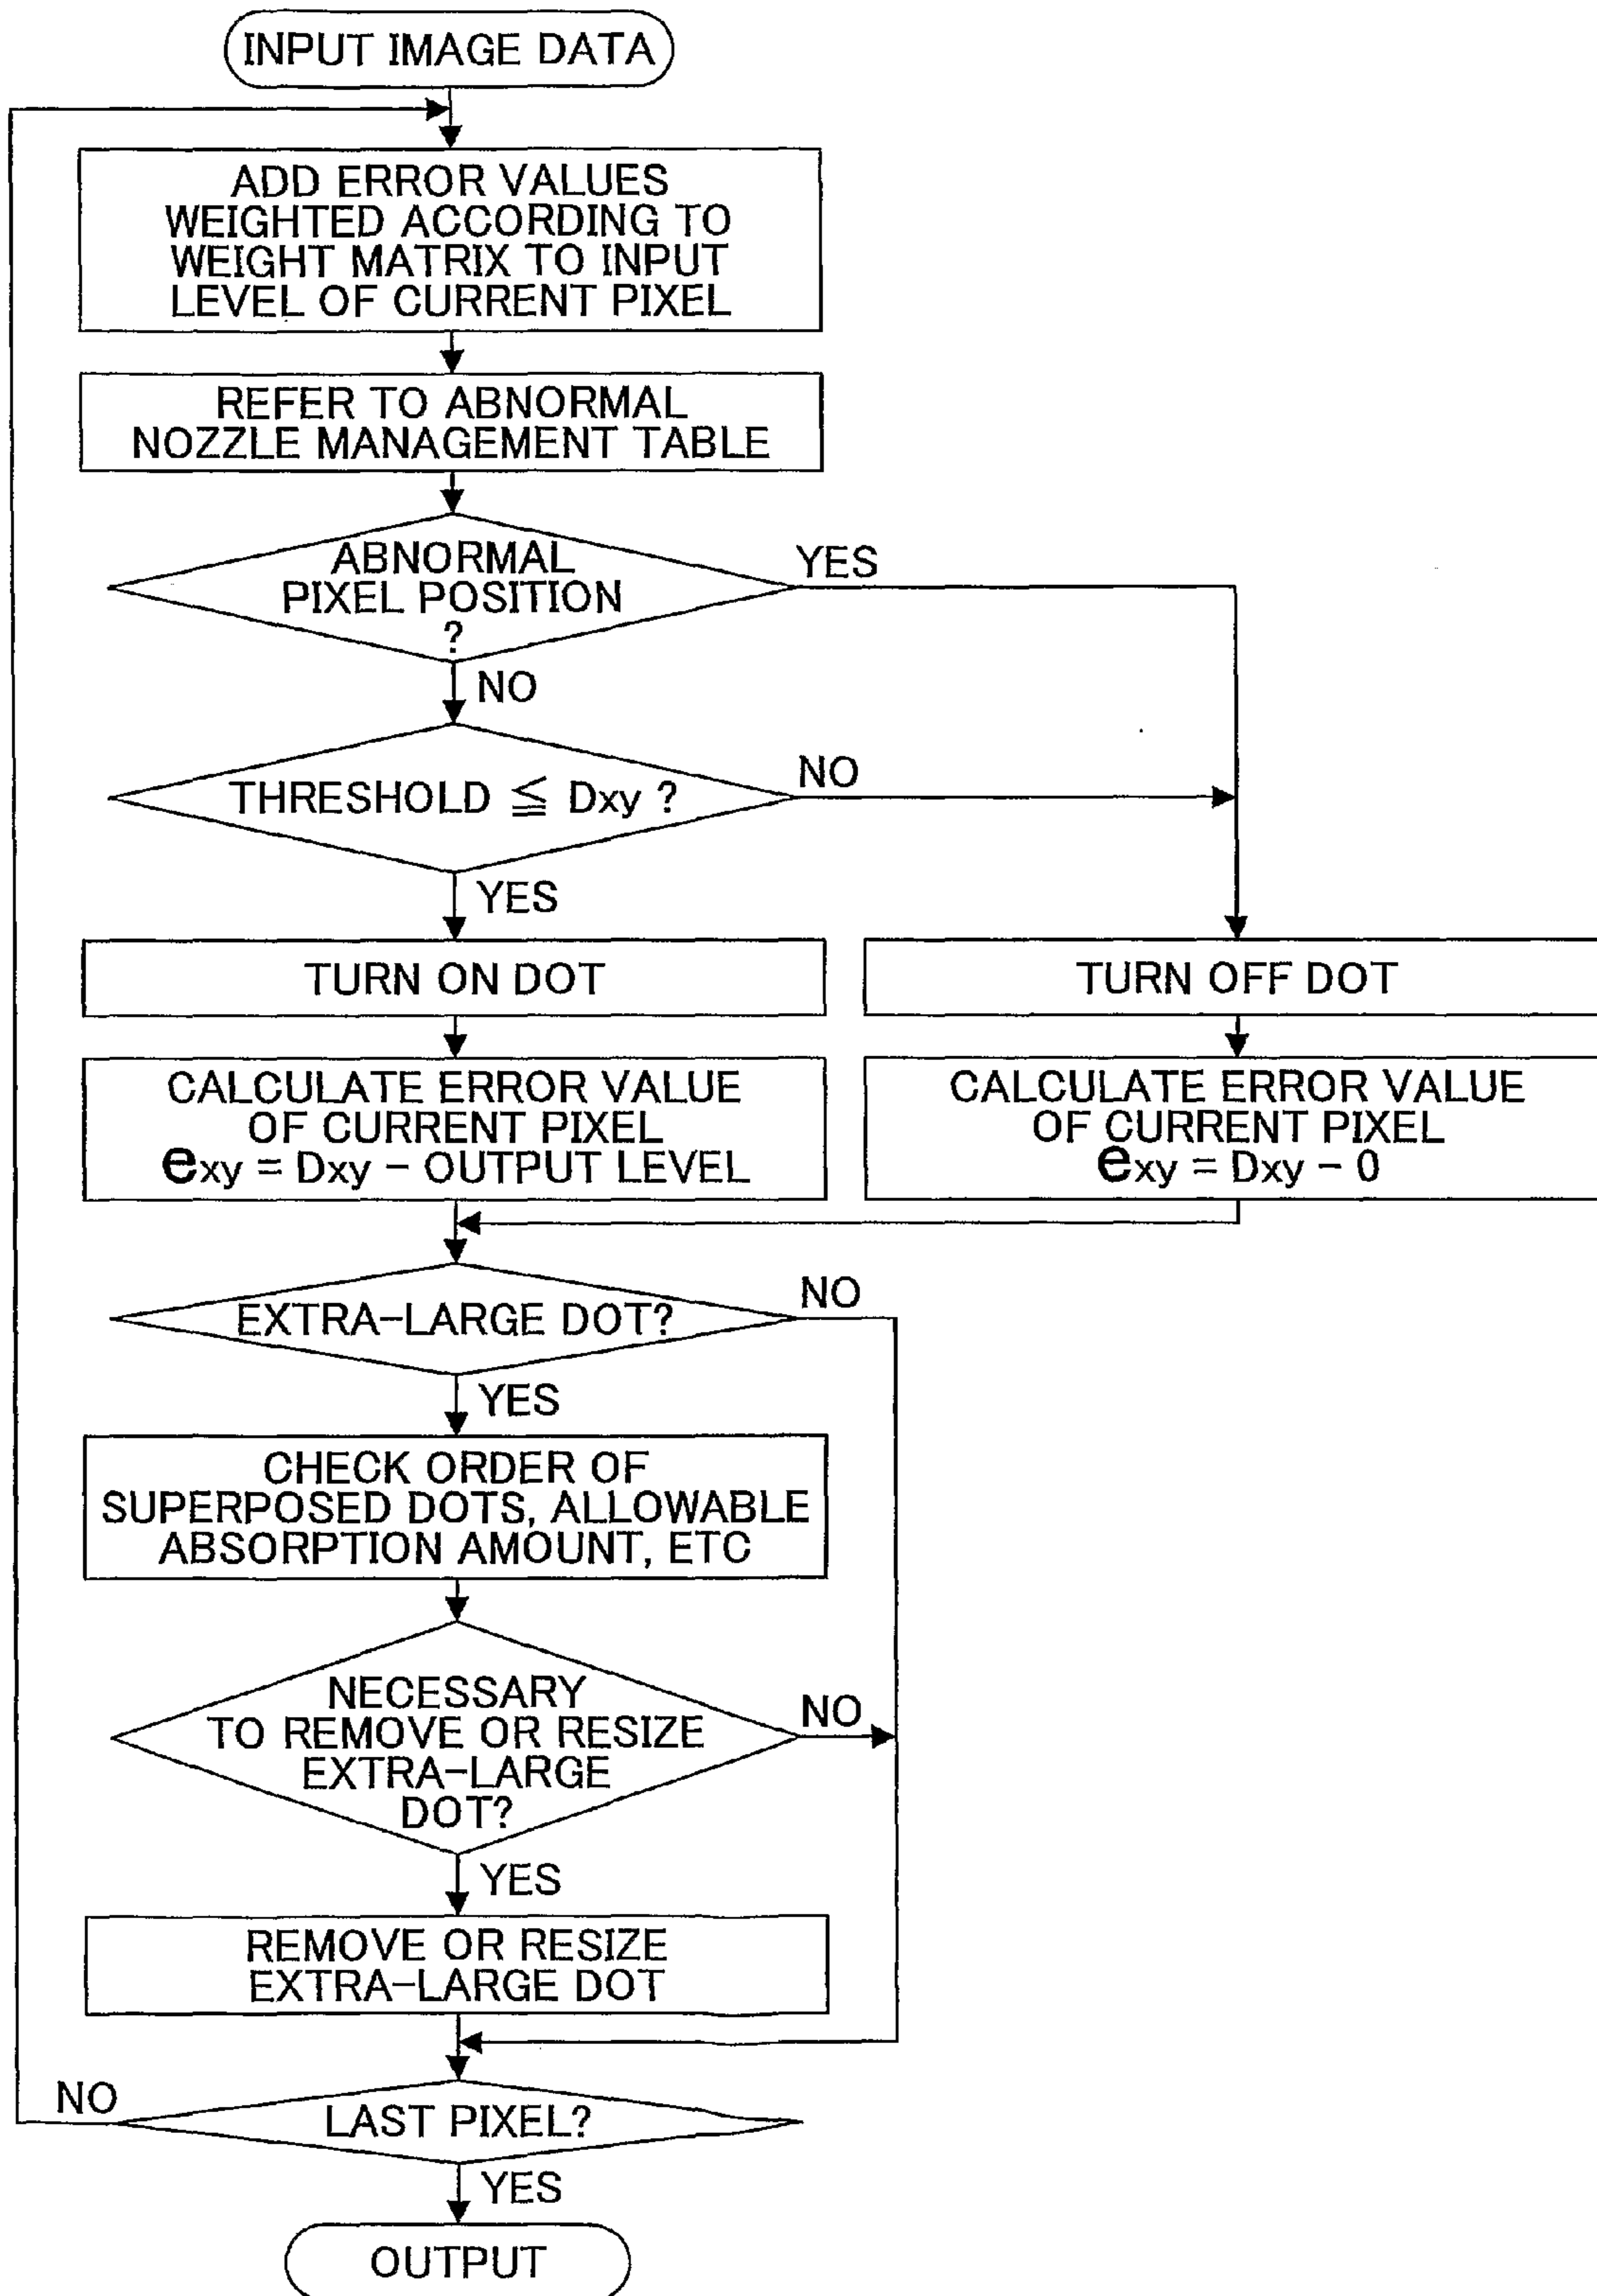 INPUT IMAGE DATA
ADD ERROR VALUES
WEIGHTED ACCORDING TO
WEIGHT MATRIX TO INPUT
LEVEL OF CURRENT PIXEL
REFER TO ABNORMAL
NOZZLE MANAGEMENT TABLE
ABNORMAL
PIXEL POSITION
?
YES
NO
THRESHOLD ≦ Dxy ?
NO
YES
TURN ON DOT
TURN OFF DOT
CALCULATE ERROR VALUE
OF CURRENT PIXEL
exy = Dxy − OUTPUT LEVEL
CALCULATE ERROR VALUE
OF CURRENT PIXEL
exy = Dxy − 0
EXTRA−LARGE DOT?
NO
YES
CHECK ORDER OF
SUPERPOSED DOTS, ALLOWABLE
ABSORPTION AMOUNT, ETC
NECESSARY
TO REMOVE OR RESIZE
EXTRA−LARGE
DOT?
NO
YES
REMOVE OR RESIZE
EXTRA−LARGE DOT
NO
LAST PIXEL?
YES
OUTPUT